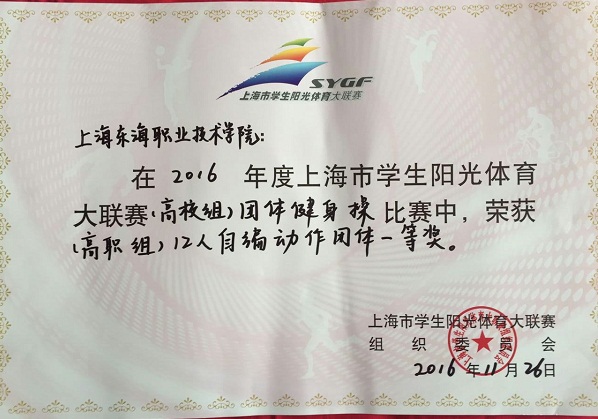 SYGF
上海市学生阳光体育大联赛
上海东海职业技术学院:
在 2016 年度上海市学生阳光体育
大联赛(高校组)团体健身操比赛中,荣获
(高职组)12人自编动作团体一等奖。
上海市学生阳光体育大联赛
组织委员会
2016年11月26日